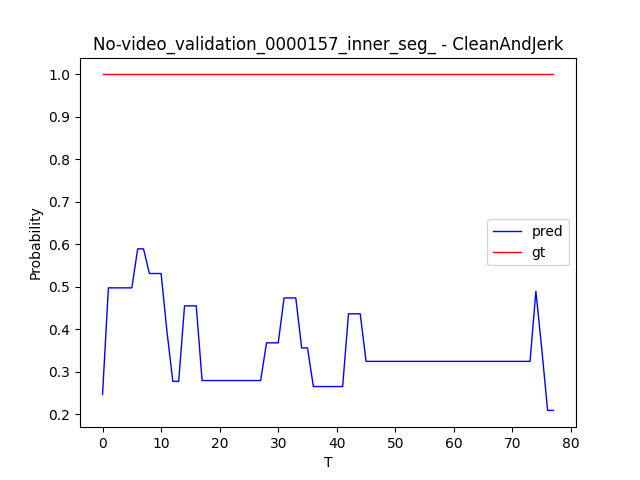 No-video_validation_0000157_inner_seg_ - CleanAndJerk
1.0
0.9
0.8
0.7
0.6
0.5
0.4
0.3
0.2
Probability
pred
gt
0 10 20 30 40 50 60 70 80
T